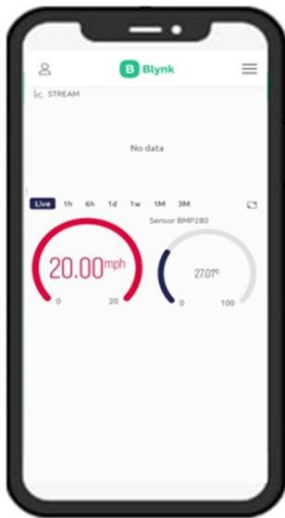 B Blynk
STREAM
No data
Live 1h 6h 1d 1w 1M 3M
Sensor BMP280
20.00mph
27.01°
0 20
0 100